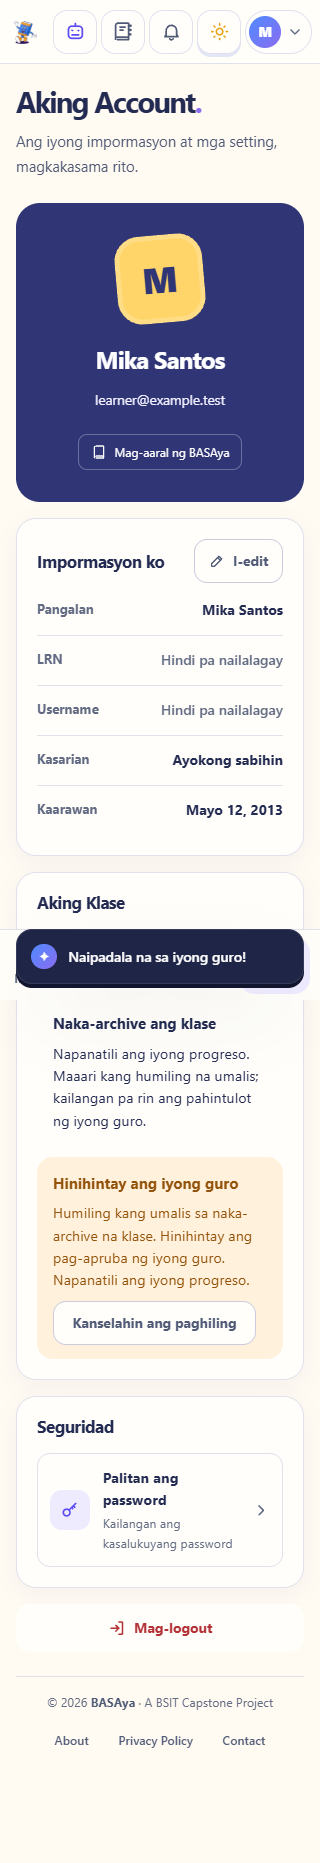 M
Aking Account.
Ang iyong impormasyon at mga setting,
magkakasama rito.
M
Mika Santos
learner@example.test
Mag-aaral ng BASAya
Impormasyon ko
I-edit
Pangalan
Mika Santos
LRN
Hindi pa nailalagay
Username
Hindi pa nailalagay
Kasarian
Ayokong sabihin
Kaarawan
Mayo 12, 2013
Aking Klase
Naipadala na sa iyong guro!
Naka-archive ang klase
Napanatili ang iyong progreso.
Maaari kang humiling na umalis;
kailangan pa rin ang pahintulot
ng iyong guro.
Hinihintay ang iyong guro
Humiling kang umalis sa naka-
archive na klase. Hinihintay ang
pag-apruba ng iyong guro.
Napanatili ang iyong progreso.
Kanselahin ang paghiling
Seguridad
Palitan ang
password
Kailangan ang
kasalukuyang password
Mag-logout
© 2026 BASAya · A BSIT Capstone Project
About
Privacy Policy
Contact